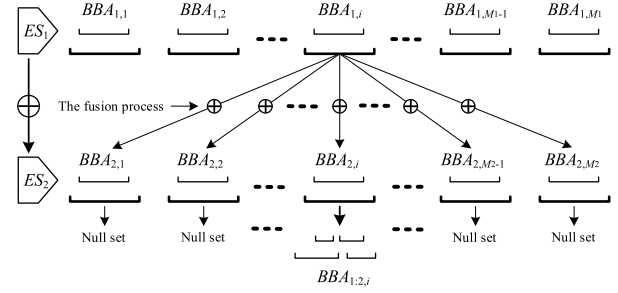 ES₁ BBA₁,₁ BBA₁,₂ BBA₁,ᵢ BBA₁,M₁-₁ BBA₁,M₁
The fusion process
ES₂ BBA₂,₁ BBA₂,₂ BBA₂,ᵢ BBA₂,M₂-₁ BBA₂,M₂
Null set Null set Null set Null set
BBA₁:₂,ᵢ